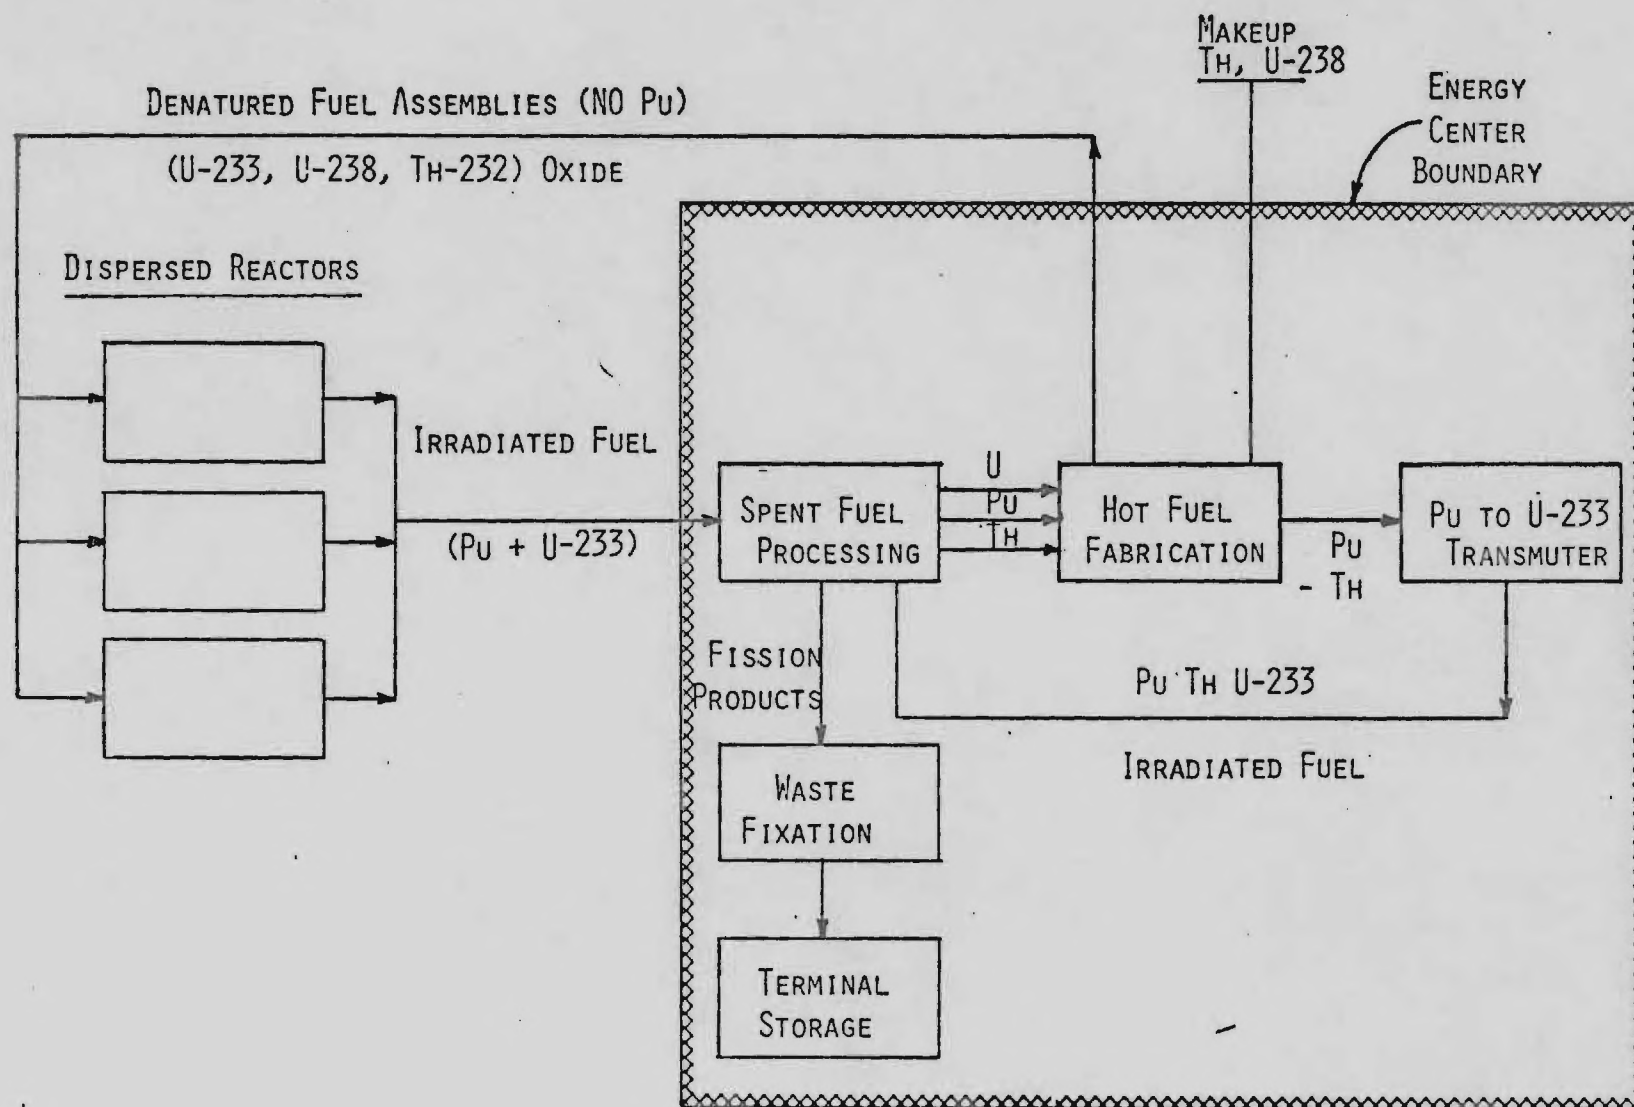 MAKEUP
TH, U-238
ENERGY
CENTER
BOUNDARY
DENATURED FUEL ASSEMBLIES (NO PU)
(U-233, U-238, TH-232) OXIDE
DISPERSED REACTORS
IRRADIATED FUEL
(PU + U-233)
SPENT FUEL
PROCESSING
U
PU
TH
HOT FUEL
FABRICATION
PU
- TH
PU TO U-233
TRANSMUTER
FISSION
PRODUCTS
PU TH U-233
IRRADIATED FUEL
WASTE
FIXATION
TERMINAL
STORAGE